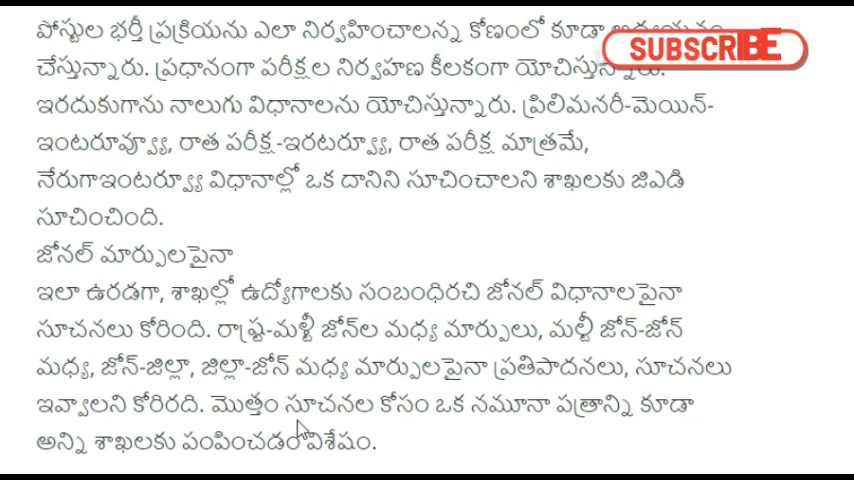 పోస్టుల భర్తీ ప్రక్రియను ఎలా నిర్వహించాలన్న కోణంలో కూడా
SUBSCRIBE
చేస్తున్నారు. ప్రధానంగా పరీక్షల నిర్వహణ కీలకంగా యోచిస్తున్నారు.
ఇరదుకుగాను నాలుగు విధానాలను యోచిస్తున్నారు. ప్రిలిమనరీ-మెయిన్-
ఇంటరూవ్యూ, రాత పరీక్ష-ఇరటర్వ్యూ, రాత పరీక్ష మాత్రమే,
నేరుగాఇంటర్వ్యూ విధానాల్లో ఒక దానిని సూచించాలని శాఖలకు జిఎడి
సూచించింది.
జోనల్ మార్పులపైనా
ఇలా ఉరడగా, శాఖల్లో ఉద్యోగాలకు సంబంధిరచి జోనల్ విధానాలపైనా
సూచనలు కోరింది. రాష్ట్ర-మల్టీ జోన్‌ల మధ్య మార్పులు, మల్టీ జోన్-జోన్
మధ్య, జోన్-జిల్లా, జిల్లా-జోన్ మధ్య మార్పులపైనా ప్రతిపాదనలు, సూచనలు
ఇవ్వాలని కోరిరది. మొత్తం సూచనల కోసం ఒక నమూనా పత్రాన్ని కూడా
అన్ని శాఖలకు పంపించడం విశేషం.